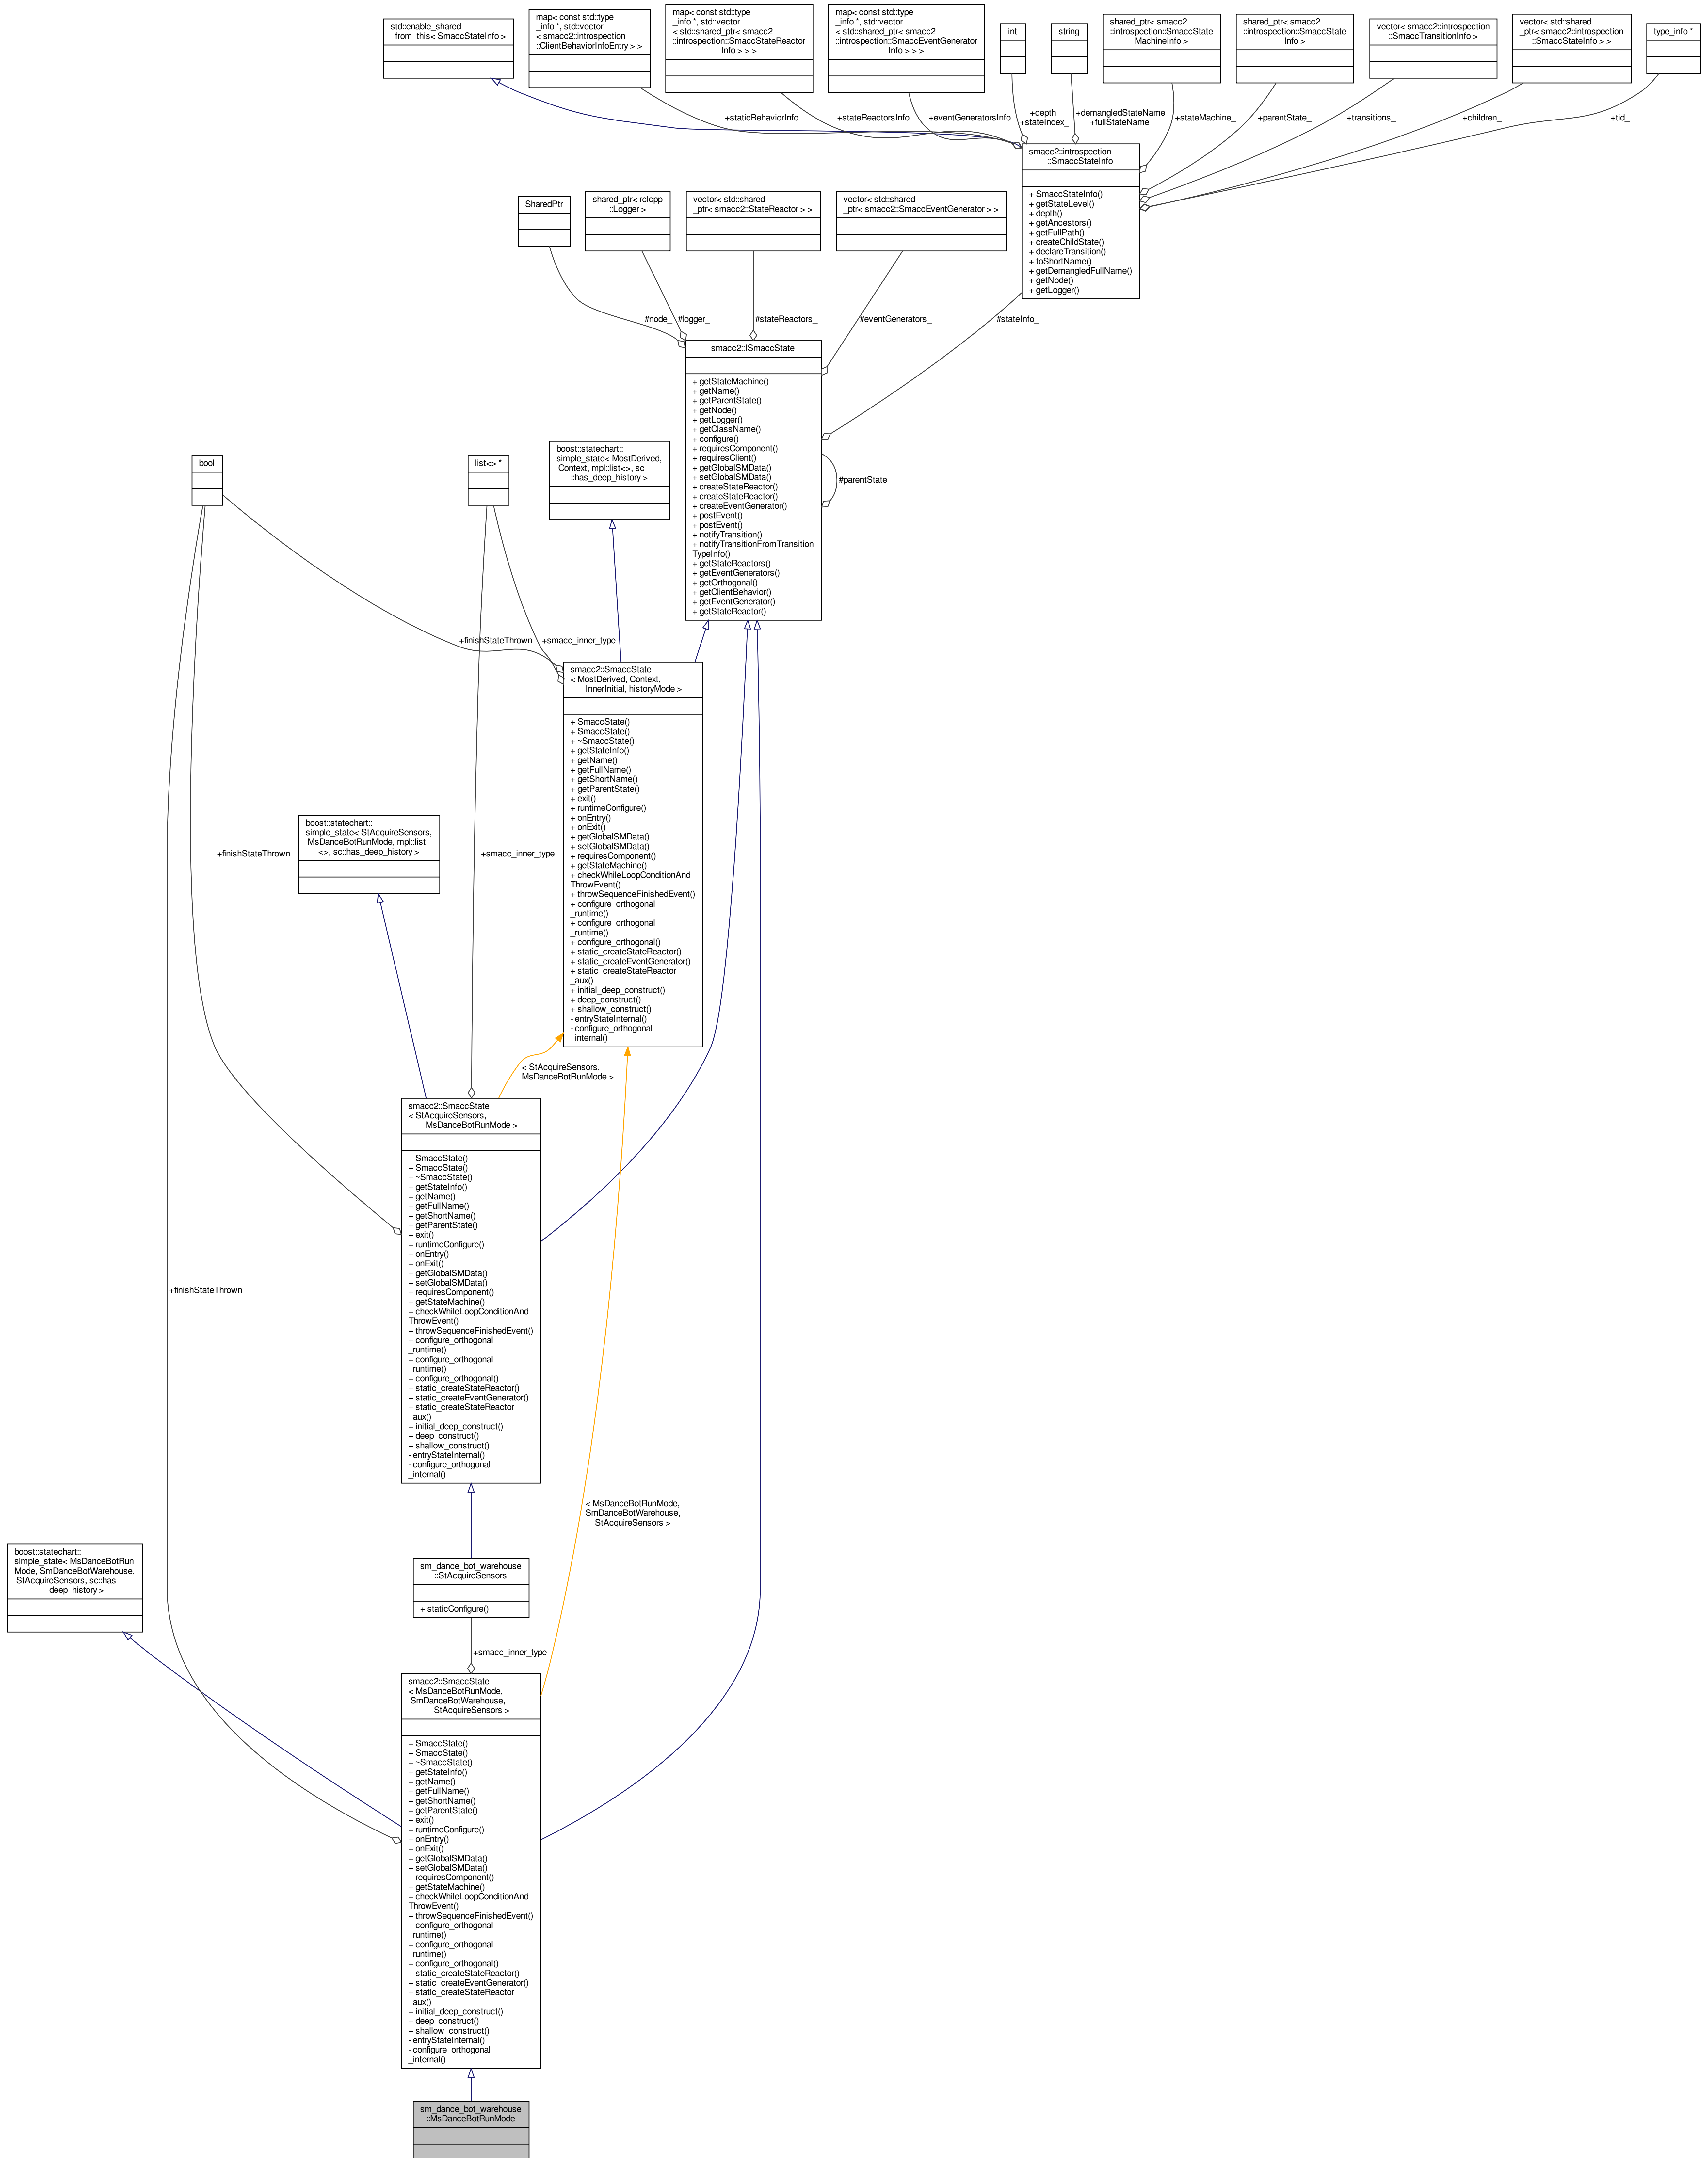 std::enable_shared
_from_this< SmaccStateInfo >
map< const std::type
_info *, std::vector
< smacc2::introspection
::ClientBehaviorInfoEntry > >
map< const std::type
_info *, std::vector
< std::shared_ptr< smacc2
::introspection::SmaccStateReactor
Info > > >
map< const std::type
_info *, std::vector
< std::shared_ptr< smacc2
::introspection::SmaccEventGenerator
Info > > >
int
string
shared_ptr< smacc2
::introspection::SmaccState
MachineInfo >
shared_ptr< smacc2
::introspection::SmaccState
Info >
vector< smacc2::introspection
::SmaccTransitionInfo >
vector< std::shared
_ptr< smacc2::introspection
::SmaccStateInfo > >
type_info *
+staticBehaviorInfo
+stateReactorsInfo
+eventGeneratorsInfo
+depth_
+stateIndex_
+demangledStateName
+fullStateName
+stateMachine_
+parentState_
+transitions_
+children_
+tid_
smacc2::introspection
::SmaccStateInfo
+ SmaccStateInfo()
+ getStateLevel()
+ depth()
+ getAncestors()
+ getFullPath()
+ createChildState()
+ declareTransition()
+ toShortName()
+ getDemangledFullName()
+ getNode()
+ getLogger()
SharedPtr
shared_ptr< rclcpp
::Logger >
vector< std::shared
_ptr< smacc2::StateReactor > >
vector< std::shared
_ptr< smacc2::SmaccEventGenerator > >
#node_
#logger_
#stateReactors_
#eventGenerators_
#stateInfo_
smacc2::ISmaccState
+ getStateMachine()
+ getName()
+ getParentState()
+ getNode()
+ getLogger()
+ getClassName()
+ configure()
+ requiresComponent()
+ requiresClient()
+ getGlobalSMData()
+ setGlobalSMData()
+ createStateReactor()
+ createStateReactor()
+ createEventGenerator()
+ postEvent()
+ postEvent()
+ notifyTransition()
+ notifyTransitionFromTransition
TypeInfo()
+ getStateReactors()
+ getEventGenerators()
+ getOrthogonal()
+ getClientBehavior()
+ getEventGenerator()
+ getStateReactor()
#parentState_
bool
list<> *
boost::statechart::
simple_state< MostDerived,
Context, mpl::list<>, sc
::has_deep_history >
+finishStateThrown
+smacc_inner_type
smacc2::SmaccState
< MostDerived, Context,
InnerInitial, historyMode >
+ SmaccState()
+ SmaccState()
+ ~SmaccState()
+ getStateInfo()
+ getName()
+ getFullName()
+ getShortName()
+ getParentState()
+ exit()
+ runtimeConfigure()
+ onEntry()
+ onExit()
+ getGlobalSMData()
+ setGlobalSMData()
+ requiresComponent()
+ getStateMachine()
+ checkWhileLoopConditionAnd
ThrowEvent()
+ throwSequenceFinishedEvent()
+ configure_orthogonal
_runtime()
+ configure_orthogonal
_runtime()
+ configure_orthogonal()
+ static_createStateReactor()
+ static_createEventGenerator()
+ static_createStateReactor
_aux()
+ initial_deep_construct()
+ deep_construct()
+ shallow_construct()
- entryStateInternal()
- configure_orthogonal
_internal()
boost::statechart::
simple_state< StAcquireSensors,
MsDanceBotRunMode, mpl::list
<>, sc::has_deep_history >
+finishStateThrown
+smacc_inner_type
< StAcquireSensors,
MsDanceBotRunMode >
smacc2::SmaccState
< StAcquireSensors,
MsDanceBotRunMode >
+ SmaccState()
+ SmaccState()
+ ~SmaccState()
+ getStateInfo()
+ getName()
+ getFullName()
+ getShortName()
+ getParentState()
+ exit()
+ runtimeConfigure()
+ onEntry()
+ onExit()
+ getGlobalSMData()
+ setGlobalSMData()
+ requiresComponent()
+ getStateMachine()
+ checkWhileLoopConditionAnd
ThrowEvent()
+ throwSequenceFinishedEvent()
+ configure_orthogonal
_runtime()
+ configure_orthogonal
_runtime()
+ configure_orthogonal()
+ static_createStateReactor()
+ static_createEventGenerator()
+ static_createStateReactor
_aux()
+ initial_deep_construct()
+ deep_construct()
+ shallow_construct()
- entryStateInternal()
- configure_orthogonal
_internal()
+finishStateThrown
< MsDanceBotRunMode,
SmDanceBotWarehouse,
StAcquireSensors >
boost::statechart::
simple_state< MsDanceBotRun
Mode, SmDanceBotWarehouse,
StAcquireSensors, sc::has
_deep_history >
sm_dance_bot_warehouse
::StAcquireSensors
+ staticConfigure()
+smacc_inner_type
smacc2::SmaccState
< MsDanceBotRunMode,
SmDanceBotWarehouse,
StAcquireSensors >
+ SmaccState()
+ SmaccState()
+ ~SmaccState()
+ getStateInfo()
+ getName()
+ getFullName()
+ getShortName()
+ getParentState()
+ exit()
+ runtimeConfigure()
+ onEntry()
+ onExit()
+ getGlobalSMData()
+ setGlobalSMData()
+ requiresComponent()
+ getStateMachine()
+ checkWhileLoopConditionAnd
ThrowEvent()
+ throwSequenceFinishedEvent()
+ configure_orthogonal
_runtime()
+ configure_orthogonal
_runtime()
+ configure_orthogonal()
+ static_createStateReactor()
+ static_createEventGenerator()
+ static_createStateReactor
_aux()
+ initial_deep_construct()
+ deep_construct()
+ shallow_construct()
- entryStateInternal()
- configure_orthogonal
_internal()
sm_dance_bot_warehouse
::MsDanceBotRunMode